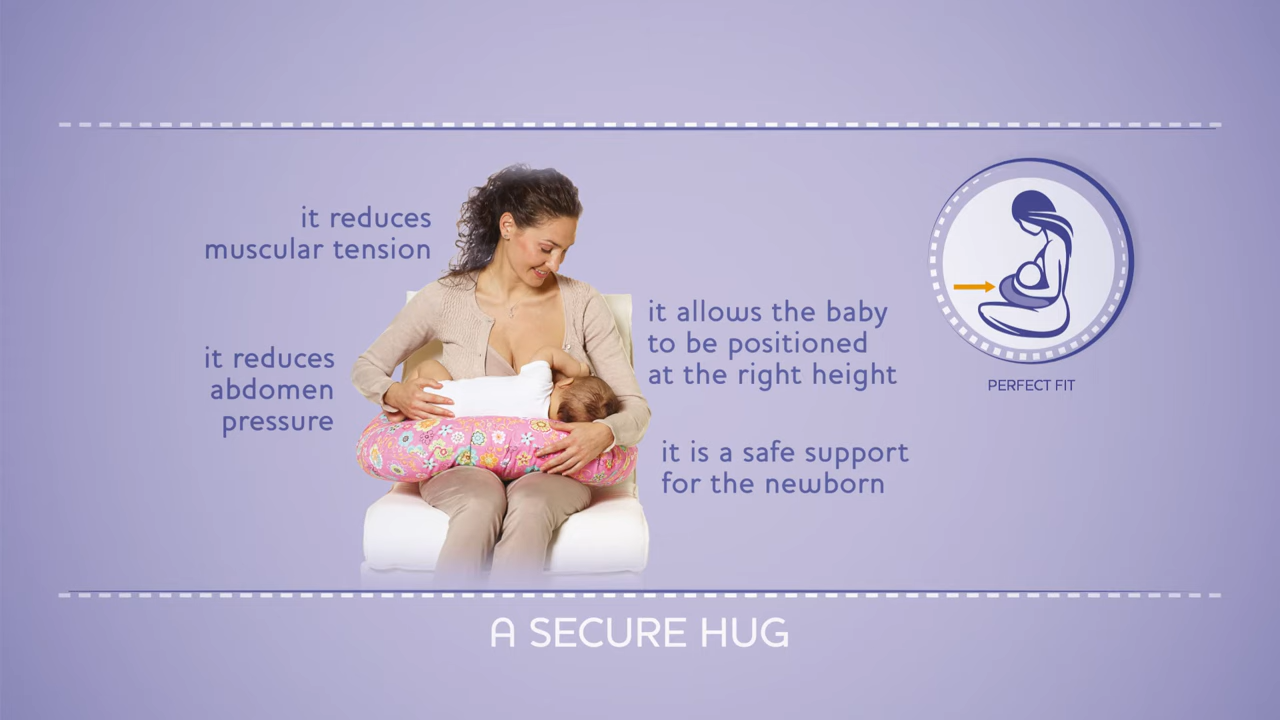 it reduces
muscular tension
it reduces
abdomen
pressure
it allows the baby
to be positioned
at the right height
it is a safe support
for the newborn
PERFECT FIT
A SECURE HUG